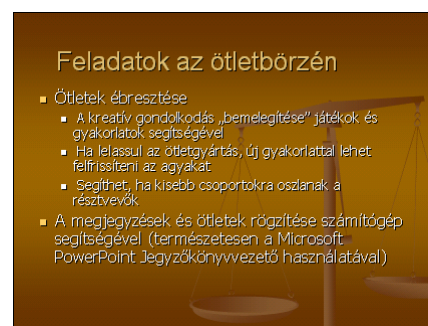 Feladatok az ötletbörzén
Ötletek ébresztése
A kreatív gondolkodás „bemelegítése” játékok és
gyakorlatok segítségével
Ha lelassul az ötletgyártás, új gyakorlattal lehet
felfrissíteni az agyakat
Segíthet, ha kisebb csoportokra oszlanak a
résztvevők
A megjegyzések és ötletek rögzítése számítógép
segítségével (természetesen a Microsoft
PowerPoint Jegyzőkönyvvezető használatával)